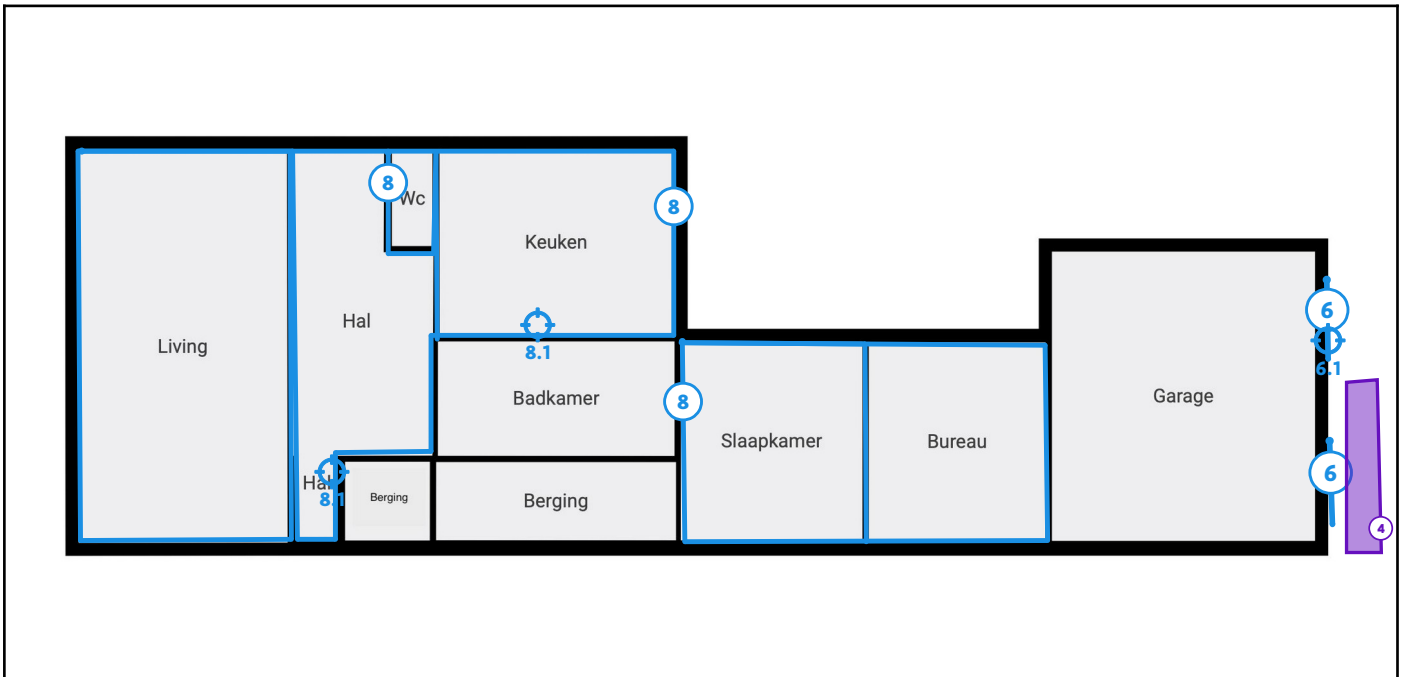 8
Wc
8
Keuken
Hal
8.1
6
6.1
Living
Badkamer
8
Slaapkamer
Bureau
Garage
Hal
8.1
Berging
Berging
6
4